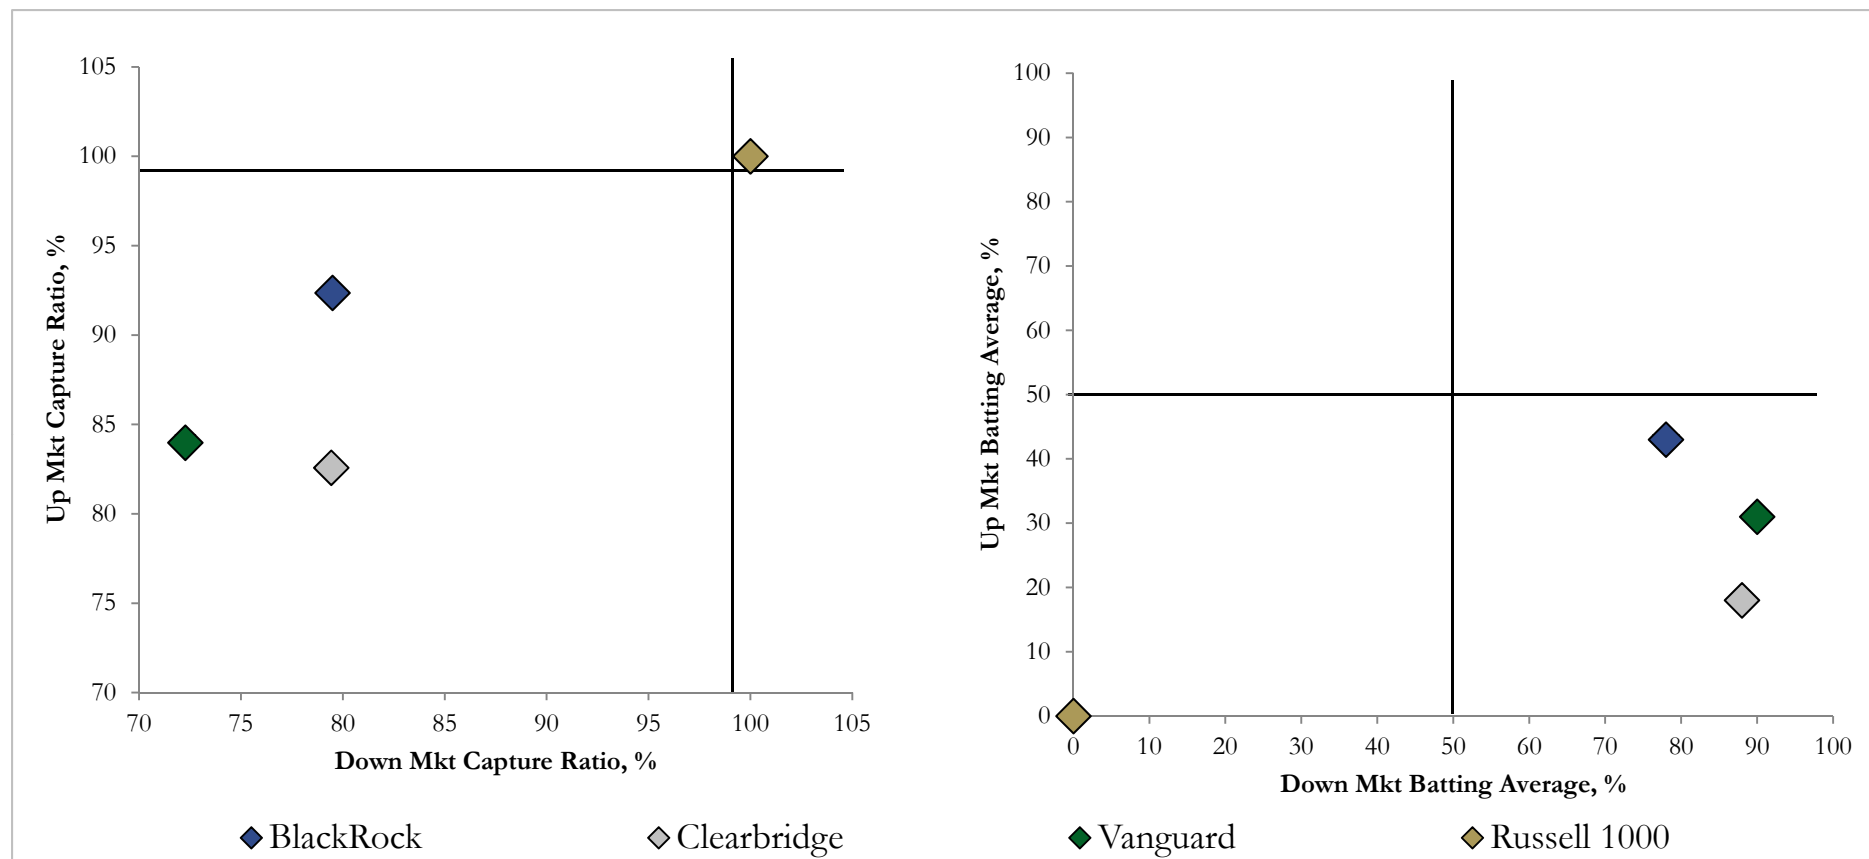 105
100
95
90
85
80
75
70
Up Mkt Capture Ratio, %
70 75 80 85 90 95 100 105
Down Mkt Capture Ratio, %
100
90
80
70
60
50
40
30
20
10
0
Up Mkt Batting Average, %
0 10 20 30 40 50 60 70 80 90 100
Down Mkt Batting Average, %
BlackRock Clearbridge Vanguard Russell 1000